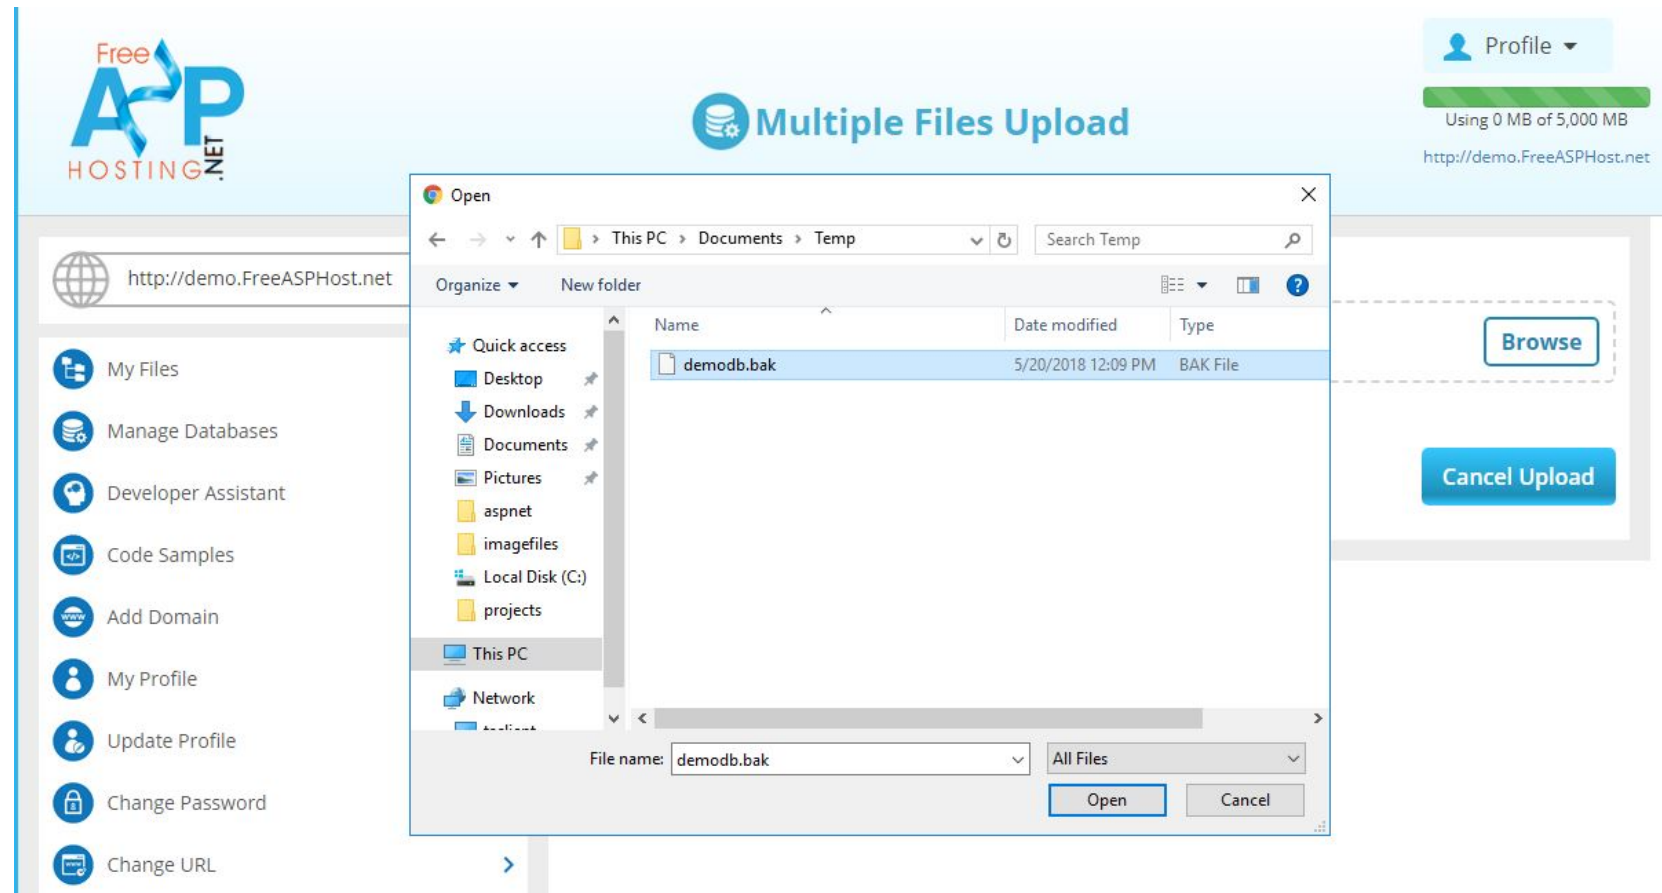 Free
ASP
HOSTING
.NET
Multiple Files Upload
Profile
Using 0 MB of 5,000 MB
http://demo.FreeASPHost.net
http://demo.FreeASPHost.net
My Files
Manage Databases
Developer Assistant
Code Samples
Add Domain
My Profile
Update Profile
Change Password
Change URL
Open
This PC > Documents > Temp
Search Temp
Organize
New folder
Quick access
Desktop
Downloads
Documents
Pictures
aspnet
imagefiles
Local Disk (C:)
projects
This PC
Network
Name Date modified Type
demodb.bak 5/20/2018 12:09 PM BAK File
File name: demodb.bak
All Files
Open
Cancel
Browse
Cancel Upload